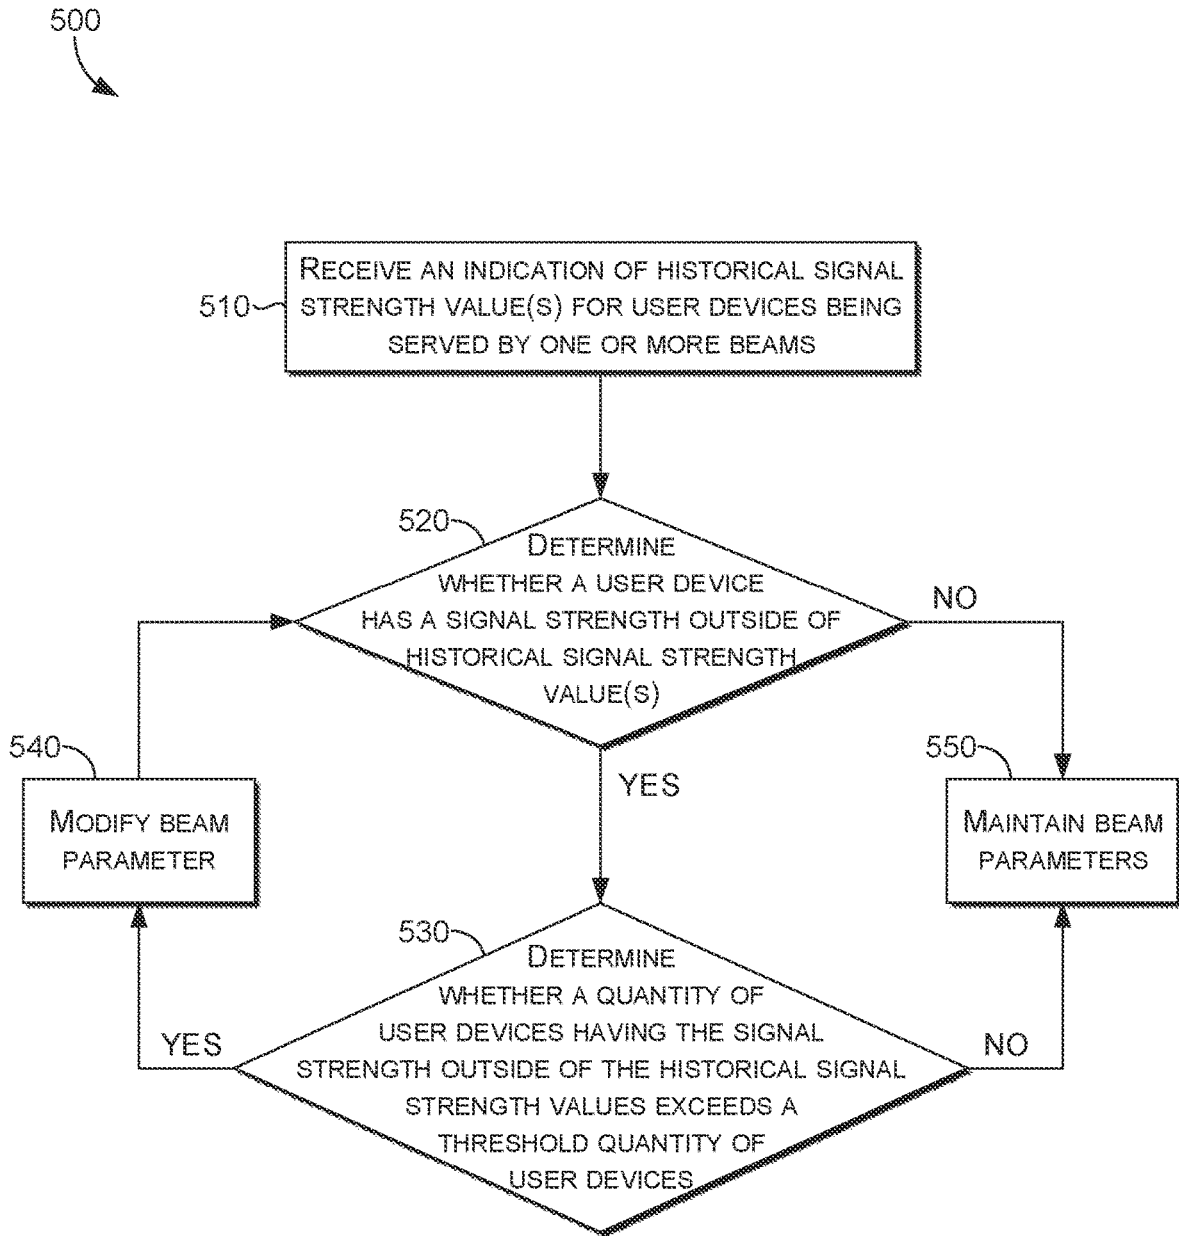 500
510
RECEIVE AN INDICATION OF HISTORICAL SIGNAL
STRENGTH VALUE(S) FOR USER DEVICES BEING
SERVED BY ONE OR MORE BEAMS
520
DETERMINE
WHETHER A USER DEVICE
HAS A SIGNAL STRENGTH OUTSIDE OF
HISTORICAL SIGNAL STRENGTH
VALUE(S)
NO
YES
540
MODIFY BEAM
PARAMETER
550
MAINTAIN BEAM
PARAMETERS
530
DETERMINE
WHETHER A QUANTITY OF
USER DEVICES HAVING THE SIGNAL
STRENGTH OUTSIDE OF THE HISTORICAL SIGNAL
STRENGTH VALUES EXCEEDS A
THRESHOLD QUANTITY OF
USER DEVICES
YES
NO